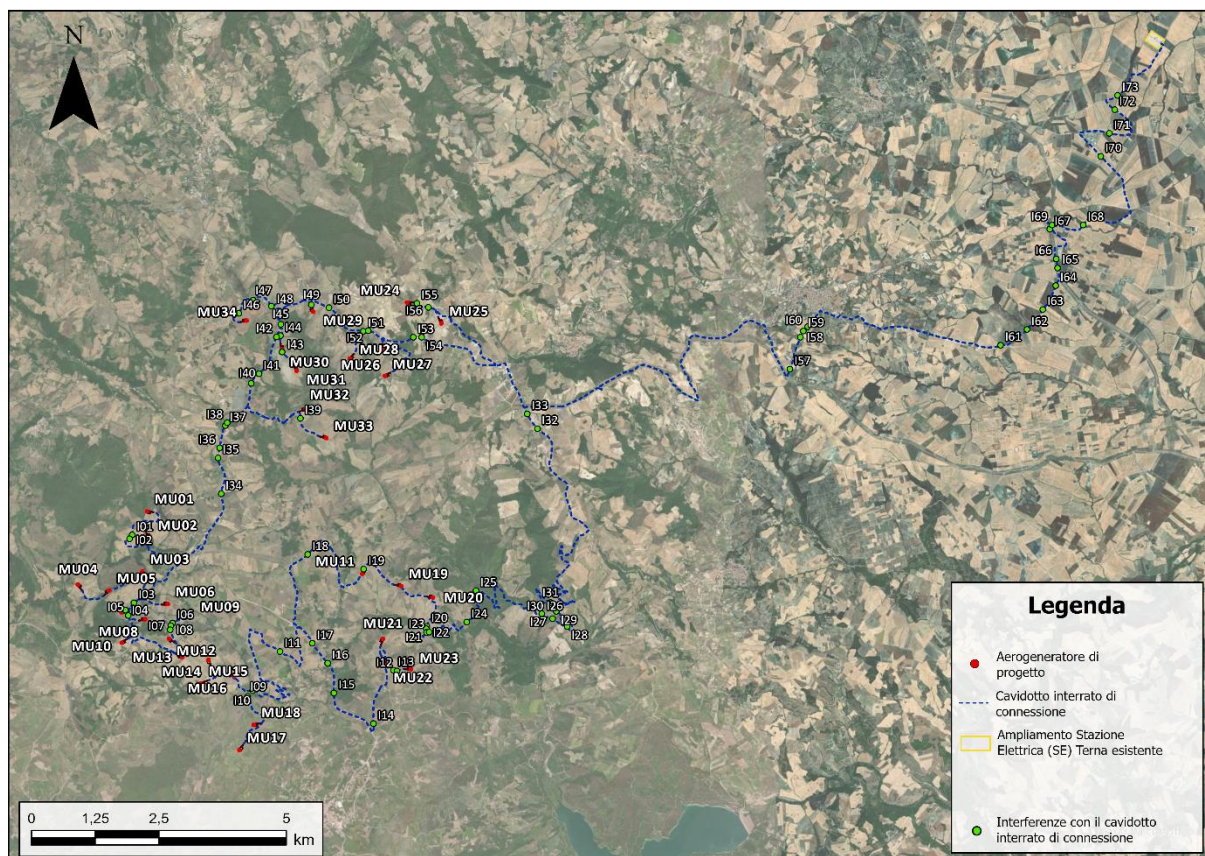 N
I73
I72
I71
I70
I69
I67
I68
I66
I65
I64
I63
I62
I61
I60
I59
I58
I57
I47
I46
I48
I49
I50
MU24
I55
I56
MU25
MU34
I45
I42
I44
I43
MU29
I51
I52
I53
I54
MU28
MU26
MU27
MU30
MU31
MU32
I41
I40
I39
MU33
I38
I37
I36
I35
I34
I33
I32
MU01
I01
MU02
I02
MU03
MU04
MU05
I03
MU06
I05
I04
MU09
I07
I06
I08
MU08
MU10
MU12
MU13
MU14
MU15
MU16
I09
I10
MU18
MU17
I11
I18
MU11
I19
MU19
MU20
I25
I24
I20
I23
I21
I22
MU21
MU23
I12
I13
MU22
I17
I16
I15
I14
I31
I30
I26
I27
I29
I28
Legenda
Aerogeneratore di
progetto
Cavidotto interrato di
connessione
Ampliamento Stazione
Elettrica (SE) Terna esistente
Interferenze con il cavidotto
interrato di connessione
0 1,25 2,5 5
km